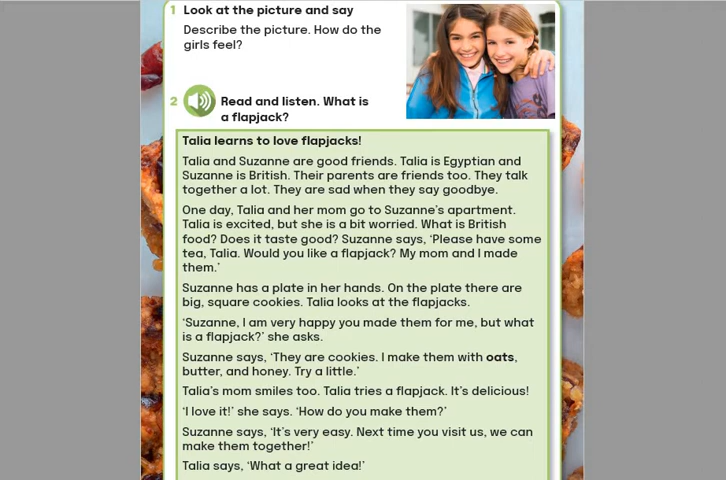 1 Look at the picture and say
Describe the picture. How do the
girls feel?
2 Read and listen. What is
a flapjack?
Talia learns to love flapjacks!
Talia and Suzanne are good friends. Talia is Egyptian and
Suzanne is British. Their parents are friends too. They talk
together a lot. They are sad when they say goodbye.
One day, Talia and her mom go to Suzanne's apartment.
Talia is excited, but she is a bit worried. What is British
food? Does it taste good? Suzanne says, 'Please have some
tea, Talia. Would you like a flapjack? My mom and I made
them.'
Suzanne has a plate in her hands. On the plate there are
big, square cookies. Talia looks at the flapjacks.
'Suzanne, I am very happy you made them for me, but what
is a flapjack?' she asks.
Suzanne says, 'They are cookies. I make them with oats,
butter, and honey. Try a little.'
Talia's mom smiles too. Talia tries a flapjack. It's delicious!
'I love it!' she says. 'How do you make them?'
Suzanne says, 'It's very easy. Next time you visit us, we can
make them together!'
Talia says, 'What a great idea!'